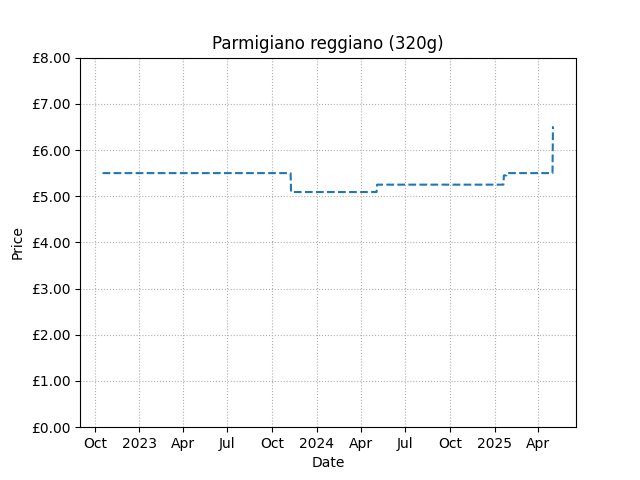 Parmigiano reggiano (320g)
£8.00
£7.00
£6.00
£5.00
£4.00
£3.00
£2.00
£1.00
£0.00
Price
Oct 2023 Apr Jul Oct 2024 Apr Jul Oct 2025 Apr
Date